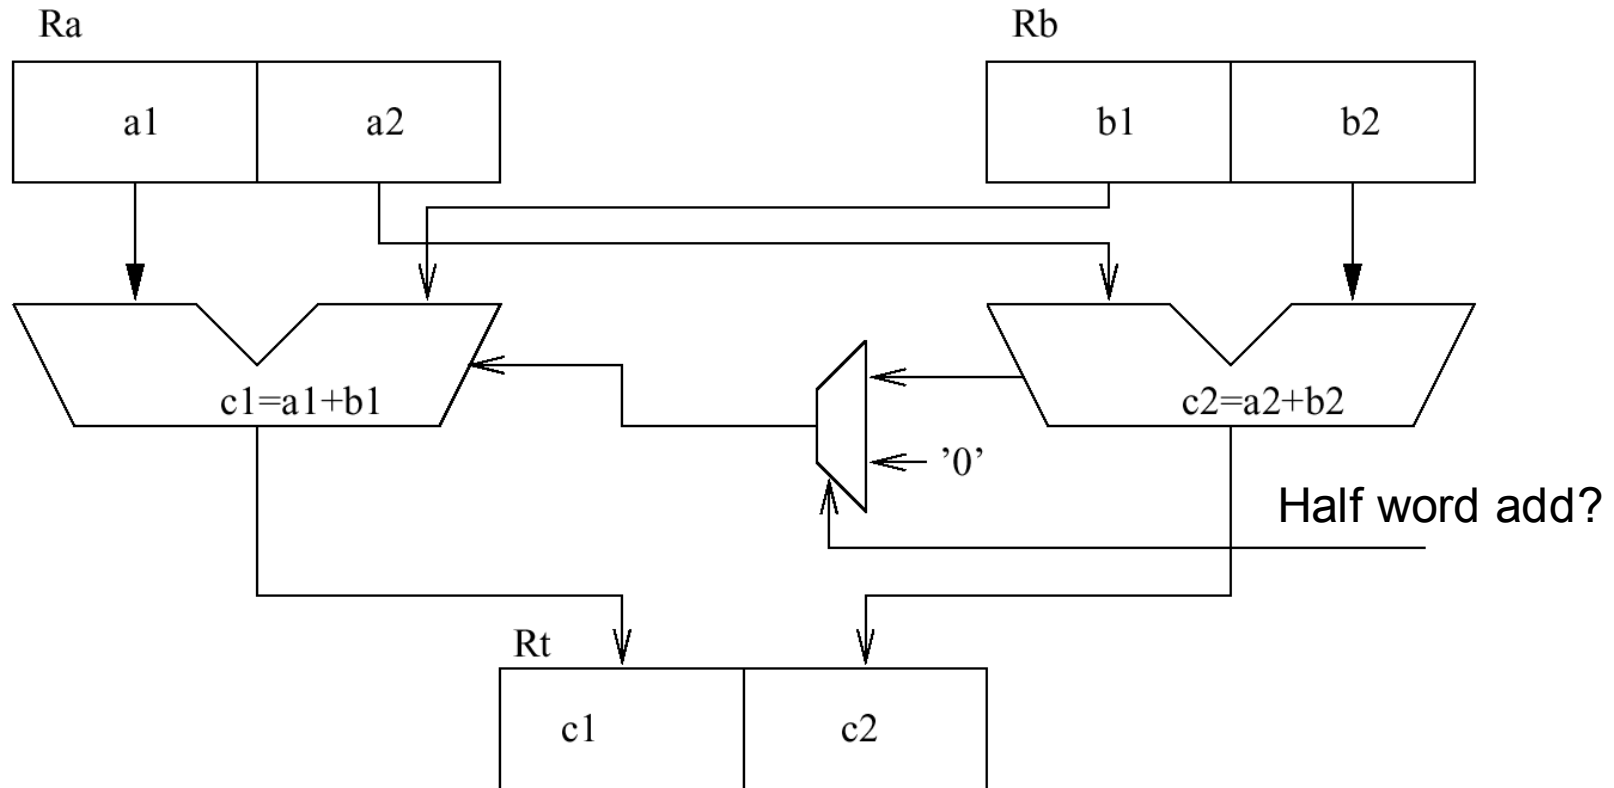 Ra
Rb
a1
a2
b1
b2
c1=a1+b1
c2=a2+b2
’0’
Half word add?
Rt
c1
c2